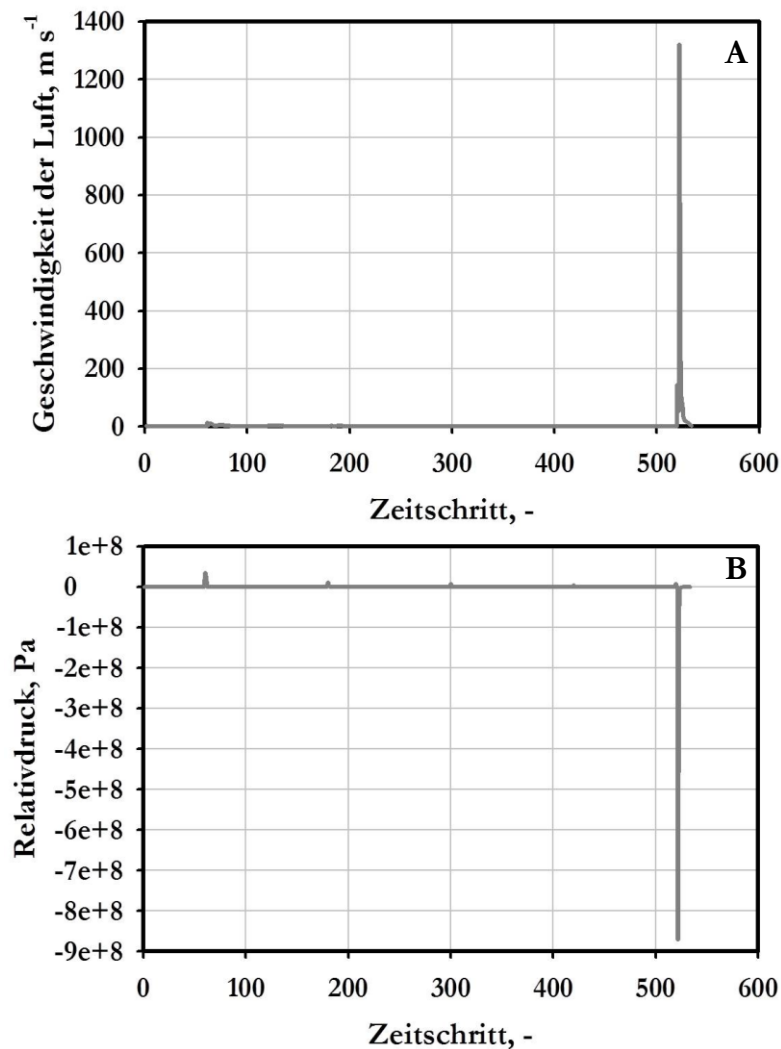 A
Geschwindigkeit der Luft, m s⁻¹
1400
1200
1000
800
600
400
200
0
0 100 200 300 400 500 600
Zeitschritt, -
B
Relativdruck, Pa
1e+8
0
-1e+8
-2e+8
-3e+8
-4e+8
-5e+8
-6e+8
-7e+8
-8e+8
-9e+8
0 100 200 300 400 500 600
Zeitschritt, -